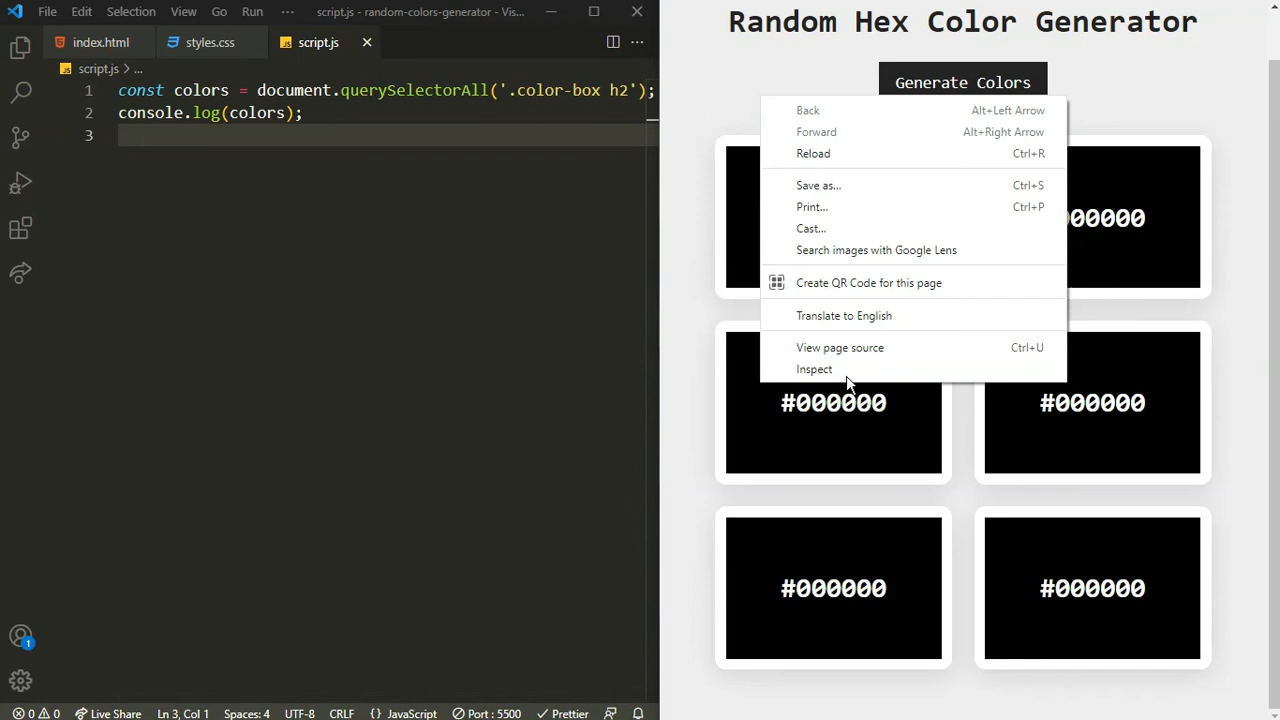 File Edit Selection View Go Run ··· script.js - random-colors-generator - Vis...
index.html styles.css JS script.js
JS script.js > ...
1 const colors = document.querySelectorAll('.color-box h2');
2 console.log(colors);
3
1
0 0 Live Share Ln 3, Col 1 Spaces: 4 UTF-8 CRLF {} JavaScript Port : 5500 Prettier
Random Hex Color Generator
Generate Colors
Back Alt+Left Arrow
Forward Alt+Right Arrow
Reload Ctrl+R
Save as... Ctrl+S
Print... Ctrl+P
Cast...
Search images with Google Lens
Create QR Code for this page
Translate to English
View page source Ctrl+U
Inspect
000000
#000000 #000000
#000000 #000000